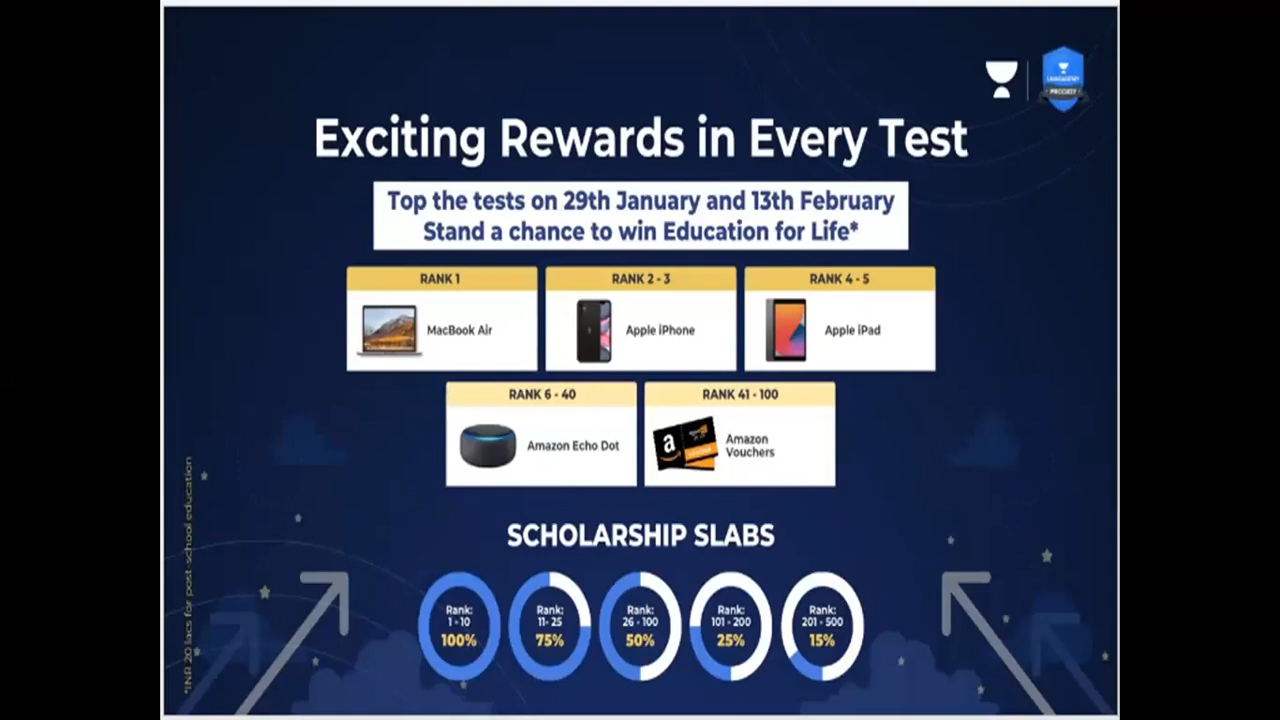 UNACADEMY
PRODIGY
Exciting Rewards in Every Test
Top the tests on 29th January and 13th February
Stand a chance to win Education for Life*
RANK 1
MacBook Air
RANK 2 - 3
Apple iPhone
RANK 4 - 5
Apple iPad
RANK 6 - 40
Amazon Echo Dot
RANK 41 - 100
a
Amazon
Vouchers
SCHOLARSHIP SLABS
Rank:
1 - 10
100%
Rank:
11- 25
75%
Rank:
26 - 100
50%
Rank:
101 - 200
25%
Rank:
201 - 500
15%
*INR 20 lacs for post-school education